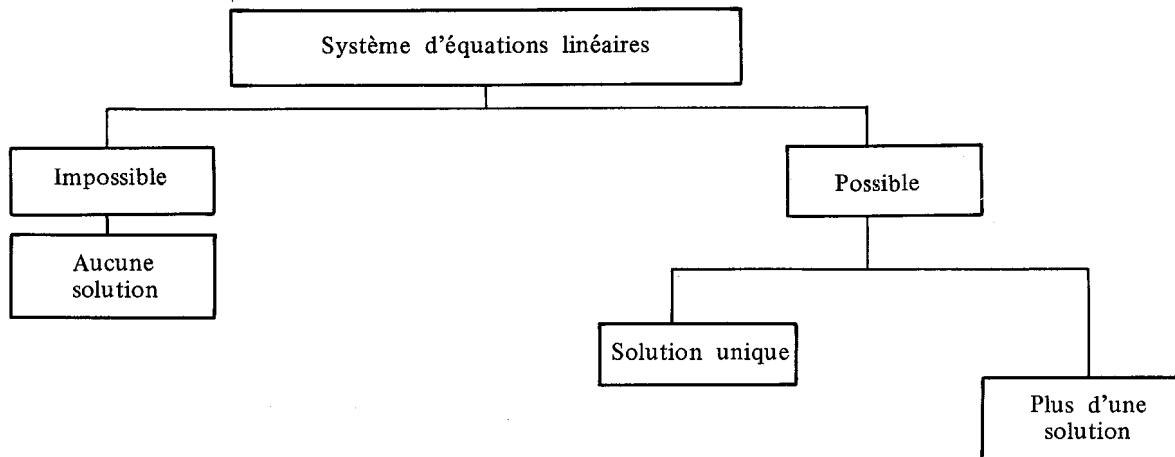 Système d'équations linéaires
Impossible
Possible
Aucune
solution
Solution unique
Plus d'une
solution